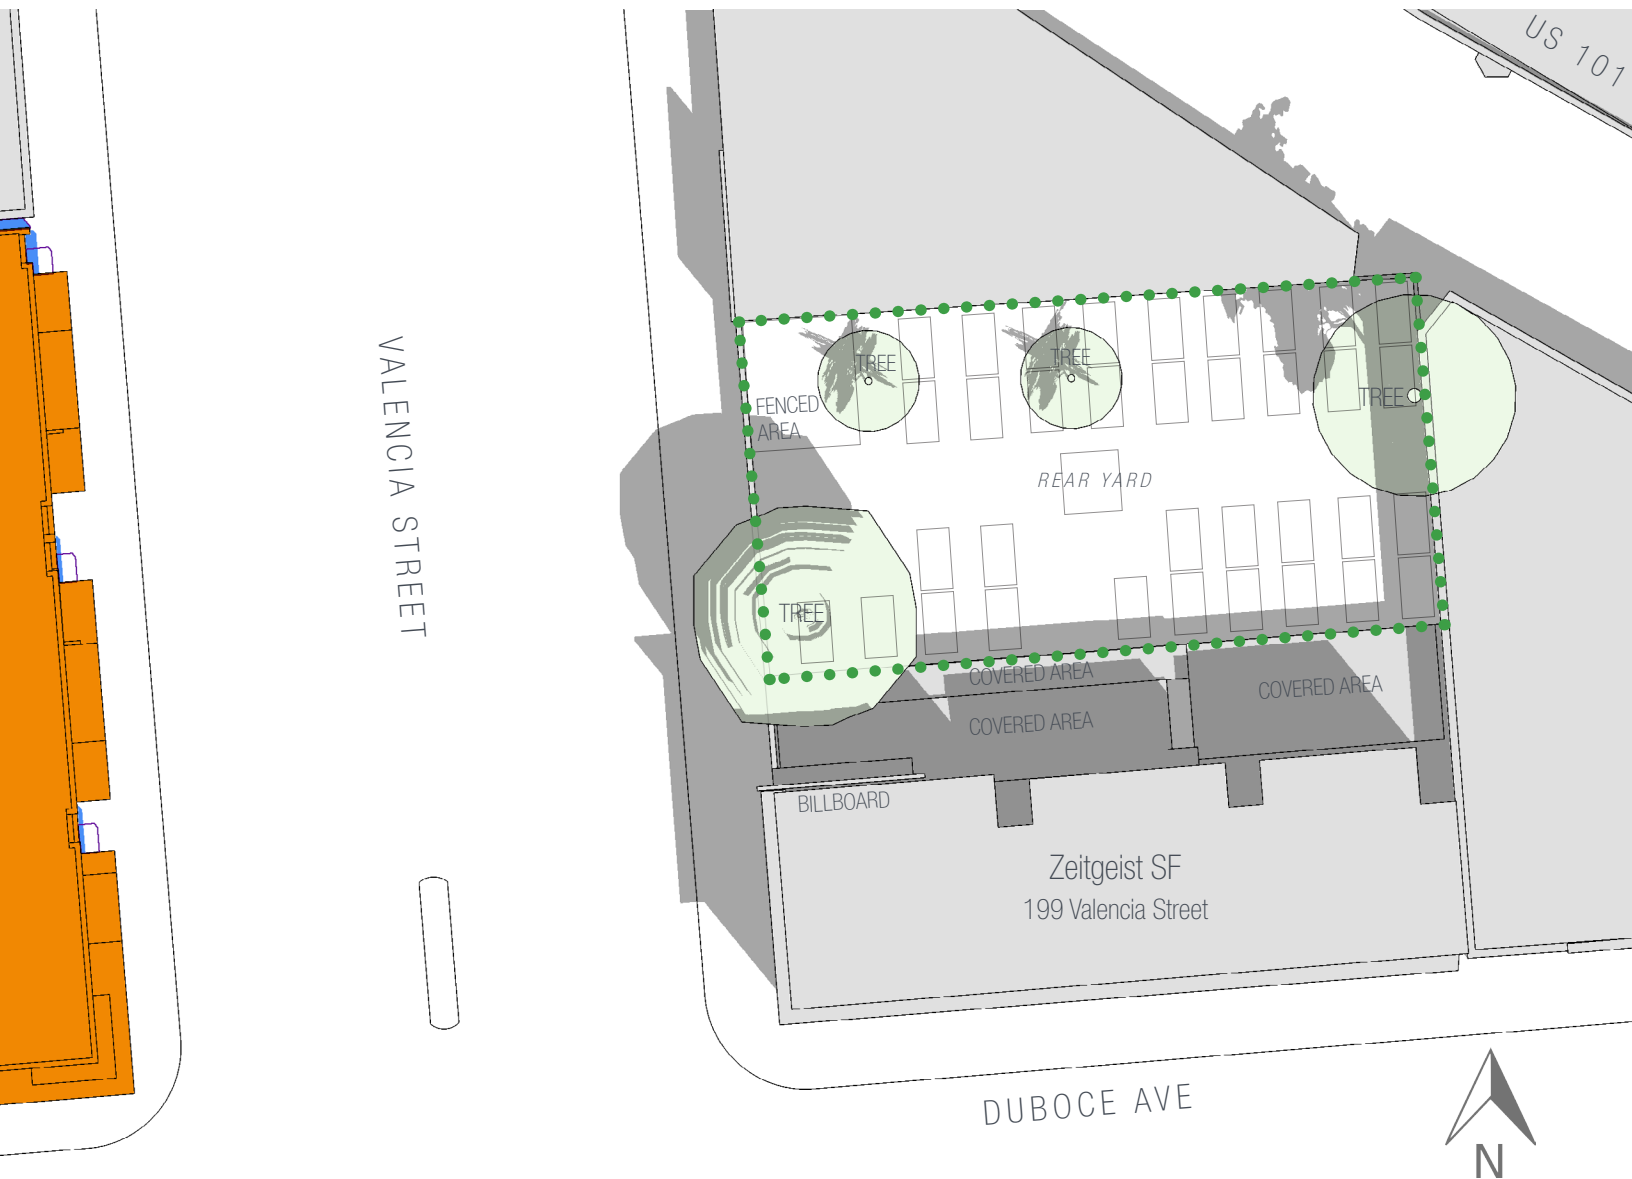 US 101
VALENCIA STREET
TREE
TREE
TREE
FENCED
AREA
REAR YARD
TREE
COVERED AREA
COVERED AREA
COVERED AREA
BILLBOARD
Zeitgeist SF
199 Valencia Street
DUBOCE AVE
N